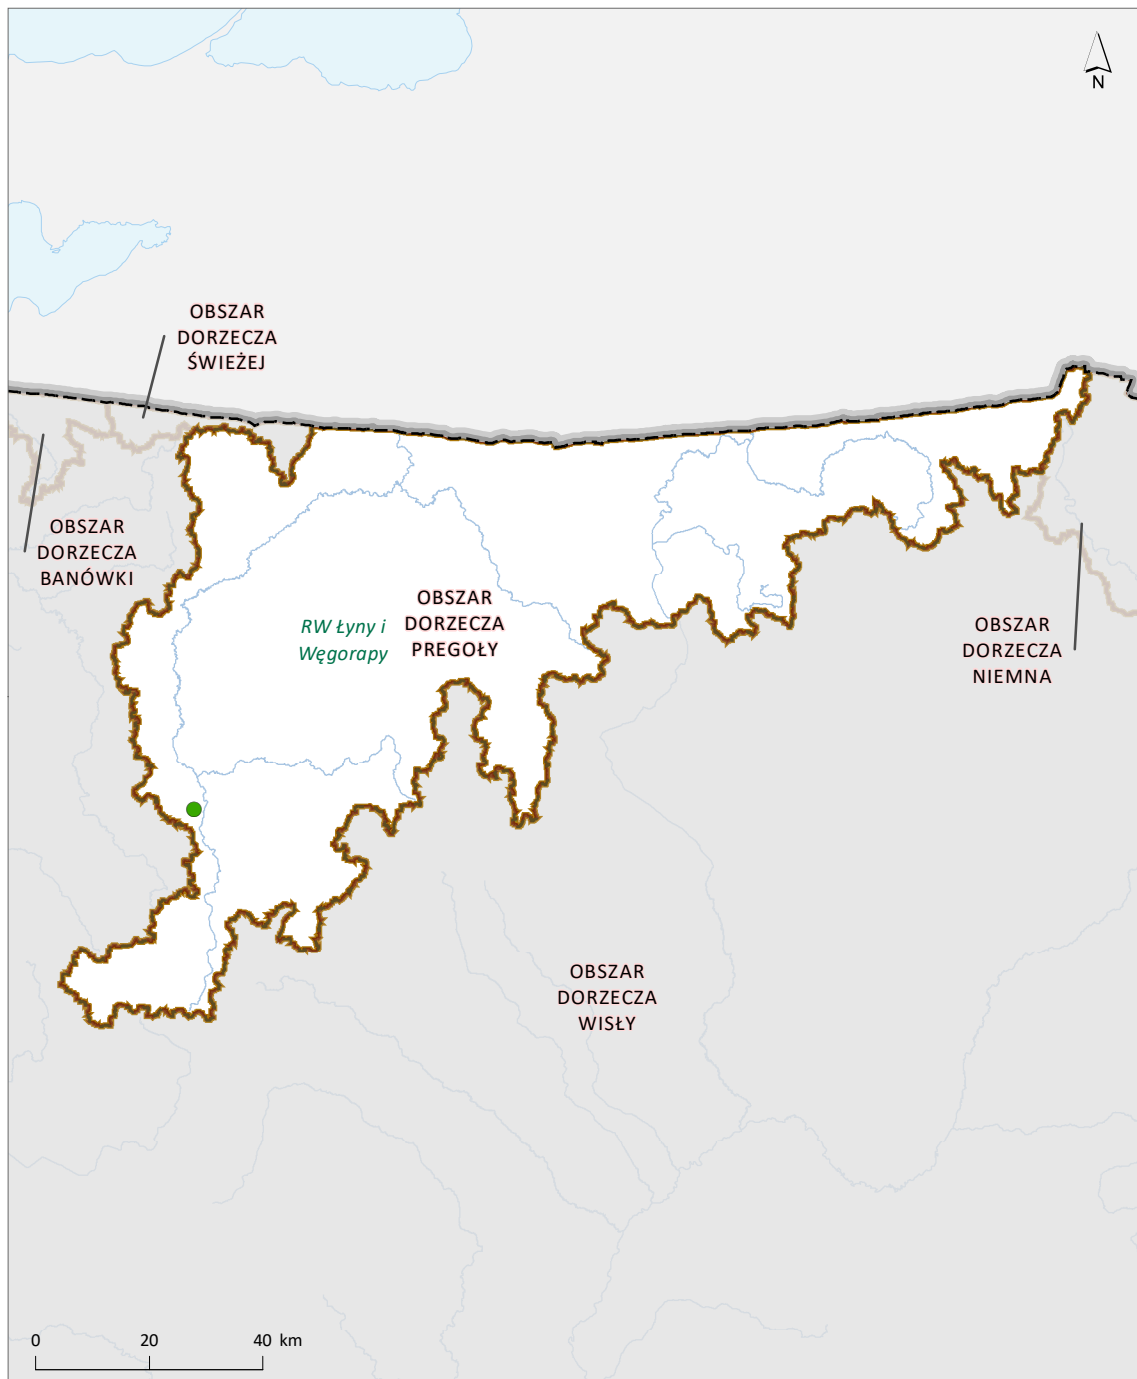 N
OBSZAR
DORZECZA
ŚWIEŻEJ
OBSZAR
DORZECZA
BANÓWKI
RW Łyny i
Węgorapy
OBSZAR
DORZECZA
PREGOŁY
OBSZAR
DORZECZA
NIEMNA
OBSZAR
DORZECZA
WISŁY
0 20 40 km